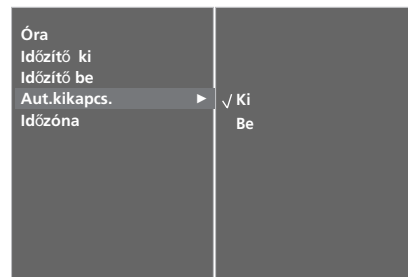 Óra
Időzítő ki
Időzítő be
Aut.kikapcs. ► √ Ki
Be
Időzóna